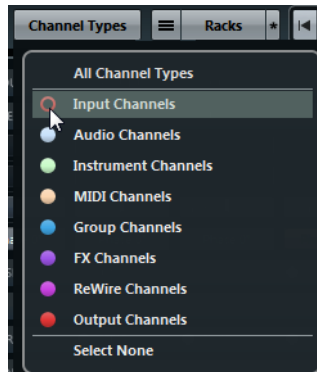 Channel Types Racks *
All Channel Types
Input Channels
Audio Channels
Instrument Channels
MIDI Channels
Group Channels
FX Channels
ReWire Channels
Output Channels
Select None